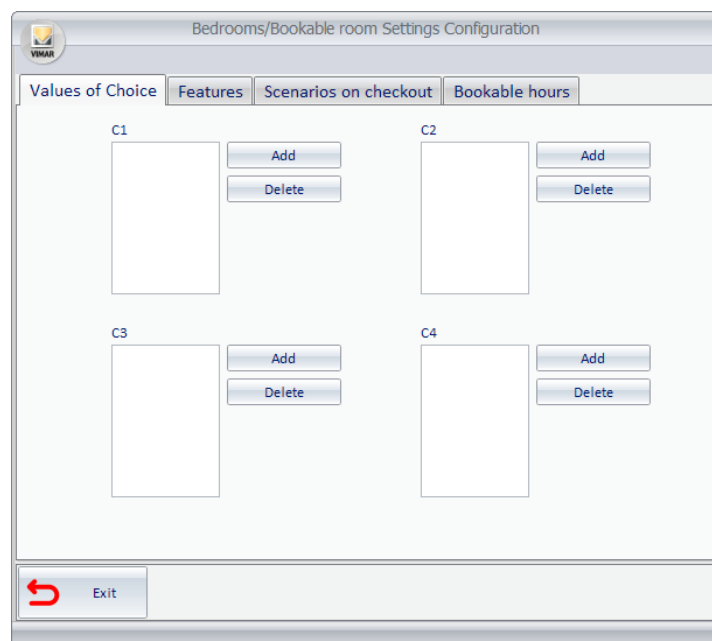 Bedrooms/Bookable room Settings Configuration
VIMAR
Values of Choice Features Scenarios on checkout Bookable hours
C1 C2
Add Add
Delete Delete
C3 C4
Add Add
Delete Delete
Exit